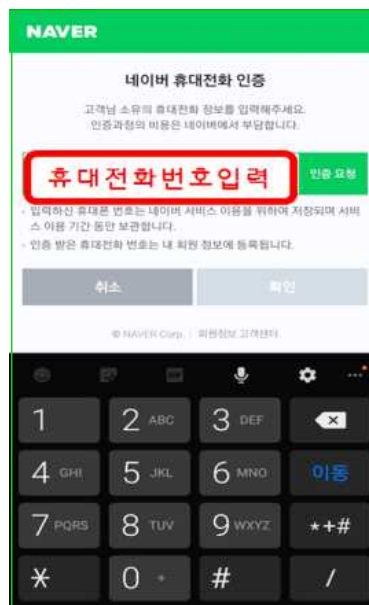 NAVER
네이버 휴대전화 인증
고객님 소유의 휴대전화 정보를 입력해주세요.
인증과정의 비용은 네이버에서 부담합니다.
휴대전화번호입력
인증 요청
· 입력하신 휴대폰 번호는 네이버 서비스 이용을 위하여 저장되며 서비
스 이용 기간 동안 보관합니다.
· 인증 받은 휴대전화 번호는 내 회원 정보에 등록됩니다.
취소 확인
© NAVER Corp. | 회원정보 고객센터
1 2 ABC 3 DEF
4 GHI 5 JKL 6 MNO 이동
7 PQRS 8 TUV 9 WXYZ *+#
* 0 + # /